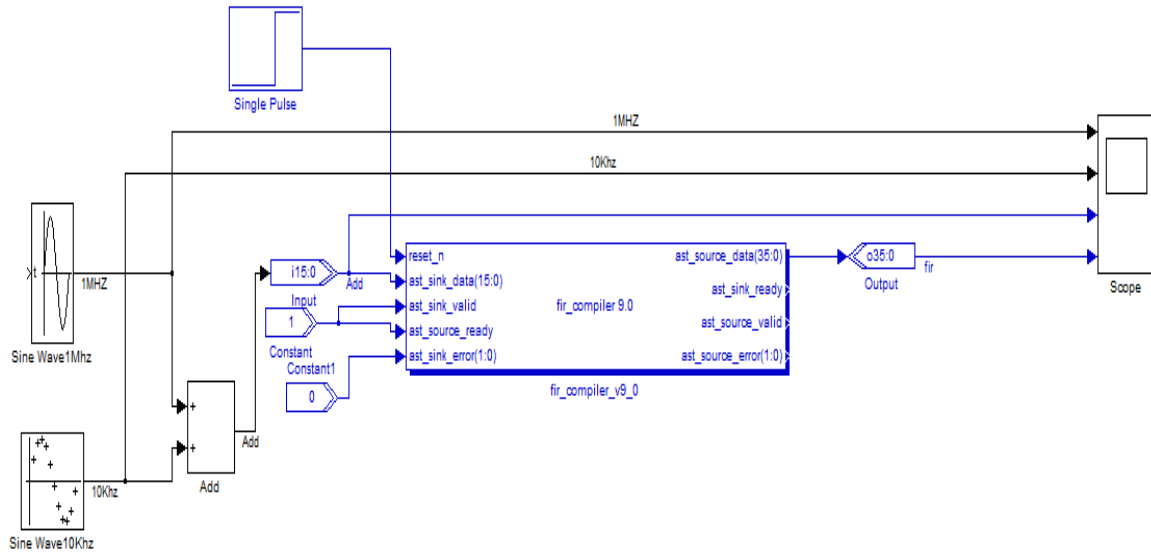 Single Pulse
1MHZ
10Khz
t
1MHZ
Sine Wave1Mhz
i15:0
Input
Add
1
Constant
Constant1
0
reset_n
ast_sink_data(15:0)
ast_sink_valid
ast_source_ready
ast_sink_error(1:0)
fir_compiler 9.0
ast_source_data(35:0)
ast_sink_ready
ast_source_valid
ast_source_error(1:0)
fir_compiler_v9_0
o35:0
Output
fir
Scope
+
+
Add
Add
10Khz
Sine Wave10Khz